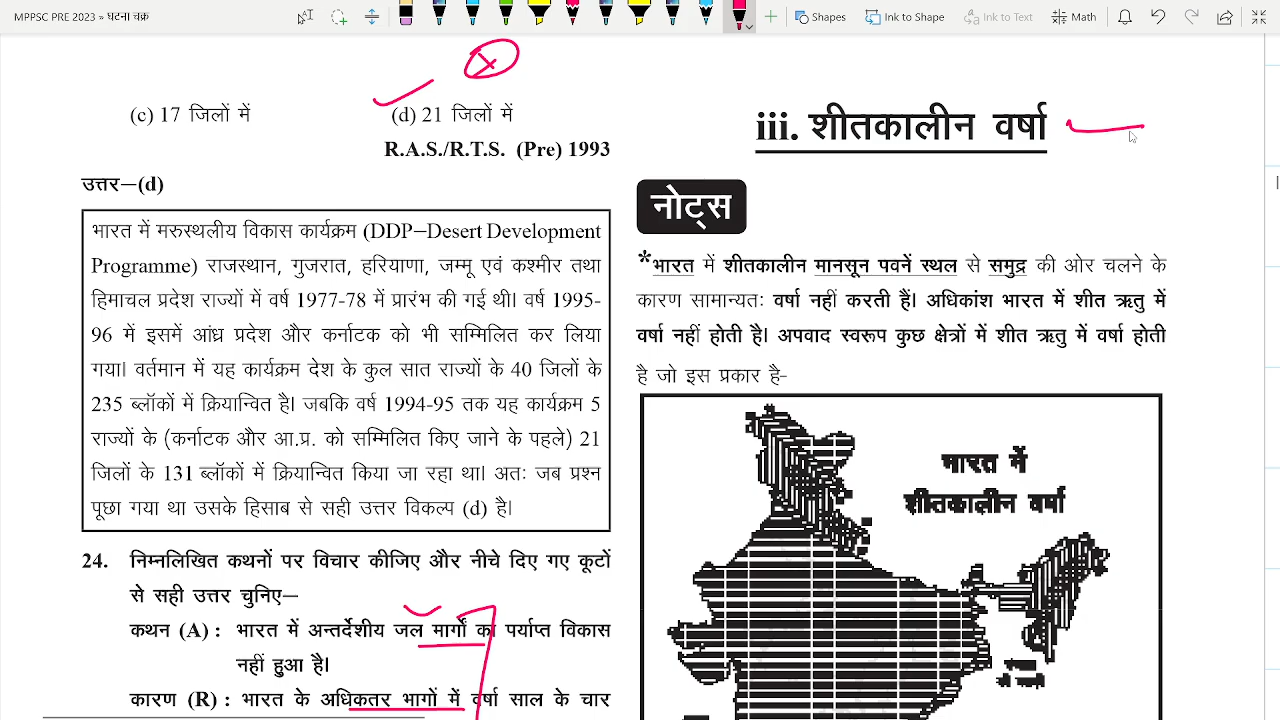 MPPSC PRE 2023 » घटना चक्र
Shapes
Ink to Shape
Ink to Text
Math
(c) 17 जिलों में
(d) 21 जिलों में
R.A.S./R.T.S. (Pre) 1993
उत्तर–(d)
भारत में मरुस्थलीय विकास कार्यक्रम (DDP–Desert Development
Programme) राजस्थान, गुजरात, हरियाणा, जम्मू एवं कश्मीर तथा
हिमाचल प्रदेश राज्यों में वर्ष 1977-78 में प्रारंभ की गई थी। वर्ष 1995-
96 में इसमें आंध्र प्रदेश और कर्नाटक को भी सम्मिलित कर लिया
गया। वर्तमान में यह कार्यक्रम देश के कुल सात राज्यों के 40 जिलों के
235 ब्लॉकों में क्रियान्वित है। जबकि वर्ष 1994-95 तक यह कार्यक्रम 5
राज्यों के (कर्नाटक और आ.प्र. को सम्मिलित किए जाने के पहले) 21
जिलों के 131 ब्लॉकों में क्रियान्वित किया जा रहा था। अतः जब प्रश्न
पूछा गया था उसके हिसाब से सही उत्तर विकल्प (d) है।
24. निम्नलिखित कथनों पर विचार कीजिए और नीचे दिए गए कूटों
से सही उत्तर चुनिए–
कथन (A) : भारत में अन्तर्देशीय जल मार्गों का पर्याप्त विकास
नहीं हुआ है।
कारण (R) : भारत के अधिकतर भागों में वर्षा साल के चार
iii. शीतकालीन वर्षा
नोट्स
*भारत में शीतकालीन मानसून पवनें स्थल से समुद्र की ओर चलने के
कारण सामान्यतः वर्षा नहीं करती हैं। अधिकांश भारत में शीत ऋतु में
वर्षा नहीं होती है। अपवाद स्वरूप कुछ क्षेत्रों में शीत ऋतु में वर्षा होती
है जो इस प्रकार है-
भारत में
शीतकालीन वर्षा